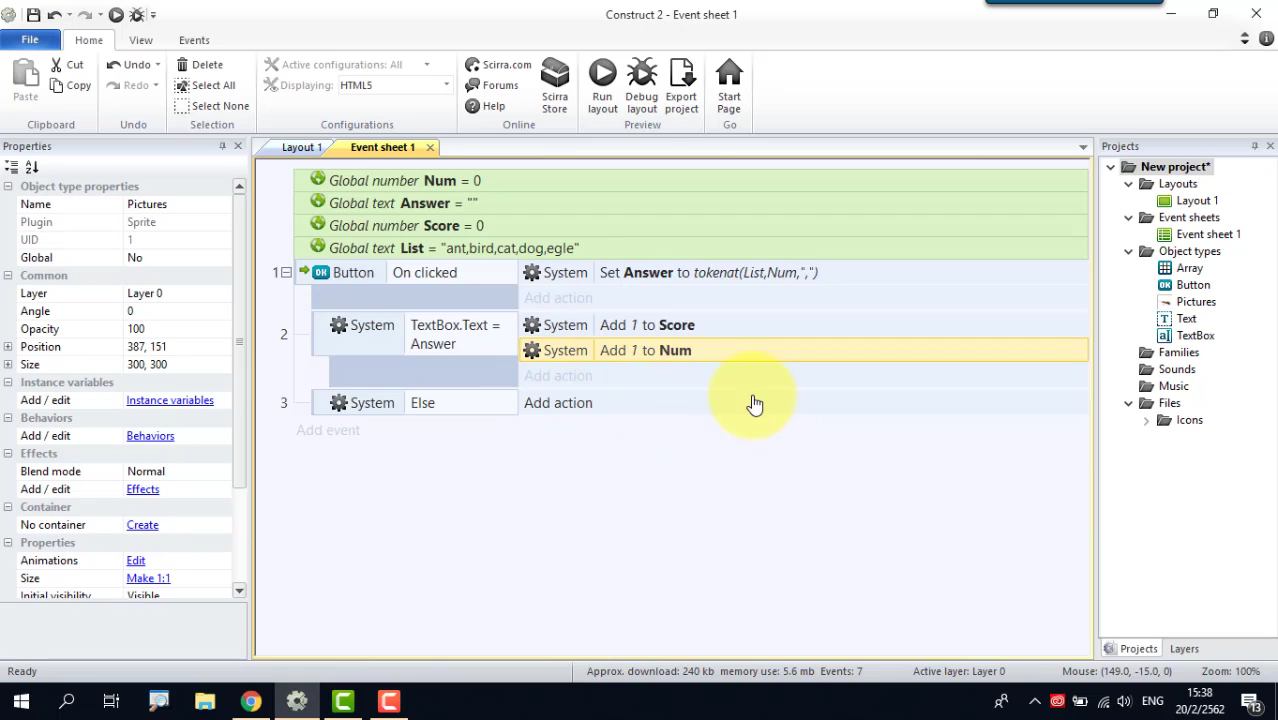 Construct 2 - Event sheet 1
File
Home
View
Events
Paste
Cut
Copy
Clipboard
Undo
Redo
Undo
Delete
Select All
Select None
Selection
Active configurations: All
Displaying:
HTML5
Configurations
Scirra.com
Forums
Help
Scirra Store
Online
Run layout
Debug layout
Export project
Preview
Start Page
Go
Properties
Object type properties
Name Pictures
Plugin Sprite
UID 1
Global No
Common
Layer Layer 0
Angle 0
Opacity 100
Position 387, 151
Size 300, 300
Instance variables
Add / edit Instance variables
Behaviors
Add / edit Behaviors
Effects
Blend mode Normal
Add / edit Effects
Container
No container Create
Properties
Animations Edit
Size Make 1:1
Initial visibility Visible
Layout 1
Event sheet 1
Global number Num = 0
Global text Answer = ""
Global number Score = 0
Global text List = "ant,bird,cat,dog,egle"
1 OK Button On clicked System Set Answer to tokenat(List,Num,",")
Add action
2 System TextBox.Text = Answer System Add 1 to Score
System Add 1 to Num
Add action
3 System Else Add action
Add event
Projects
New project*
Layouts
Layout 1
Event sheets
Event sheet 1
Object types
Array
OK Button
Pictures
T Text
a TextBox
Families
Sounds
Music
Files
Icons
Projects
Layers
Ready
Approx. download: 240 kb memory use: 5.6 mb Events: 7
Active layer: Layer 0
Mouse: (149.0, -15.0, 0)
Zoom: 100%
ENG
15:38
20/2/2562
13